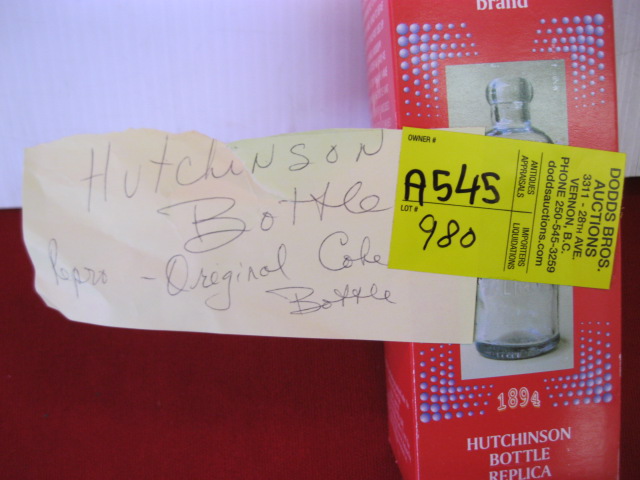 brand
Hutchinson
Bottle
Repro - Original Coke
Bottle
OWNER #
A545
LOT #
980
ANTIQUES
APPRAISALS
IMPORTERS
LIQUIDATIONS
DODDS BROS.
AUCTIONS
3311 - 28TH AVE.
VERNON, B.C.
PHONE 250-545-3259
doddsauctions.com
1894
HUTCHINSON
BOTTLE
REPLICA